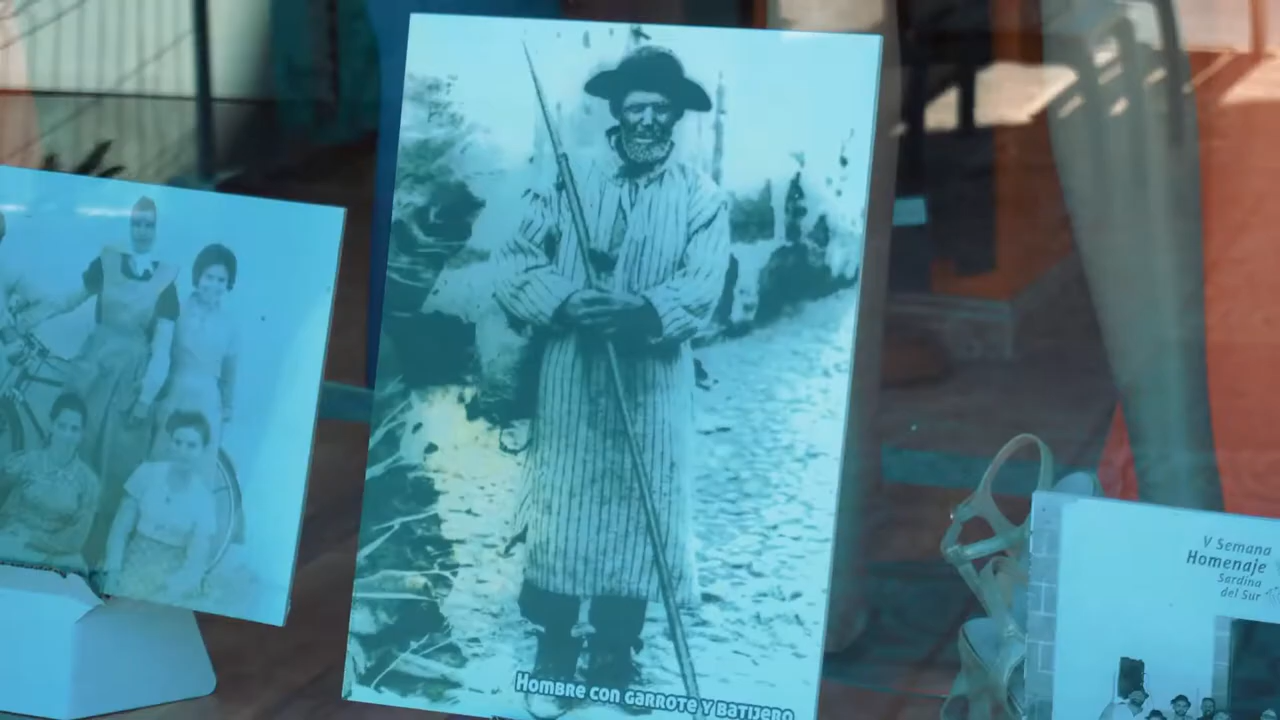 Hombre con garrote y batijero
V Semana
Homenaje
Sardina
del Sur